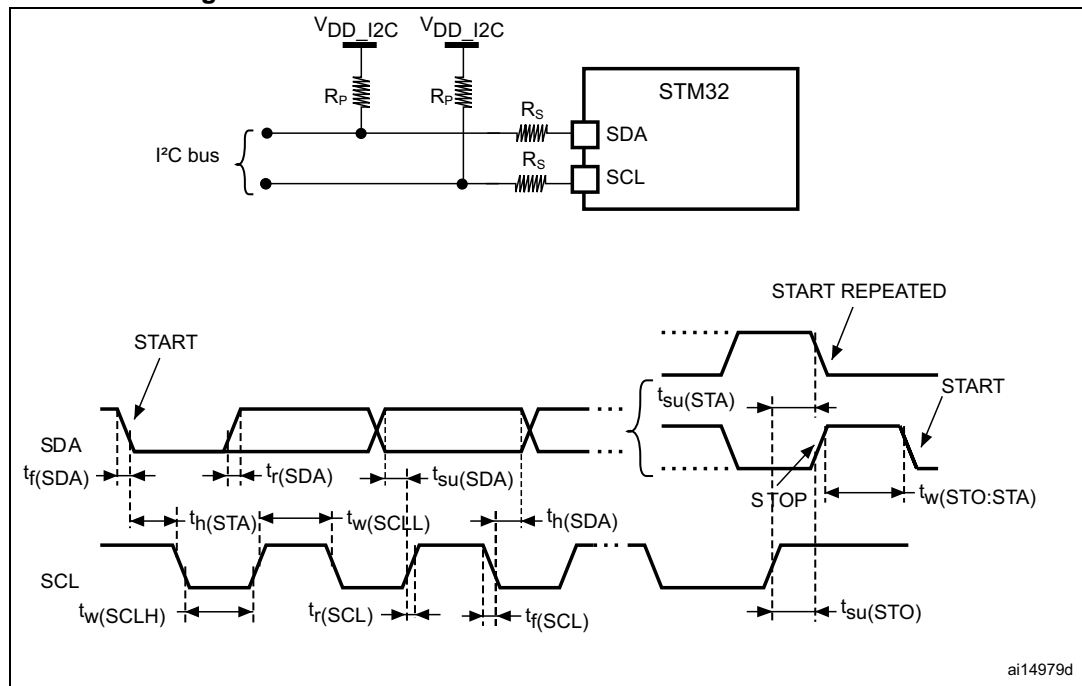 VDD_I2C VDD_I2C
RP RP
STM32
RS
SDA
I²C bus
RS
SCL
START REPEATED
START
tsu(STA)
START
SDA
tf(SDA)
tr(SDA)
tsu(SDA)
STOP
tw(STO:STA)
th(STA)
tw(SCLL)
th(SDA)
SCL
tw(SCLH)
tr(SCL)
tf(SCL)
tsu(STO)
ai14979d